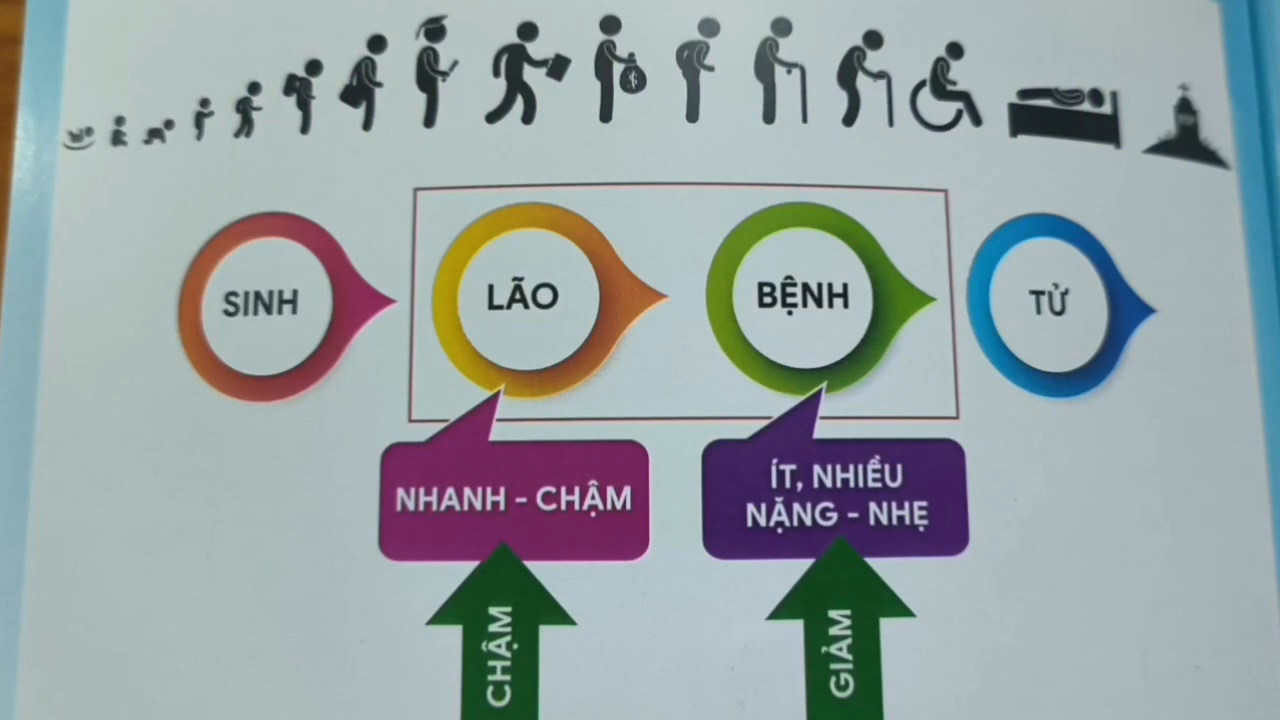 SINH
LÃO
BỆNH
TỬ
NHANH - CHẬM
ÍT, NHIỀU
NẶNG - NHẸ
CHẬM
GIẢM